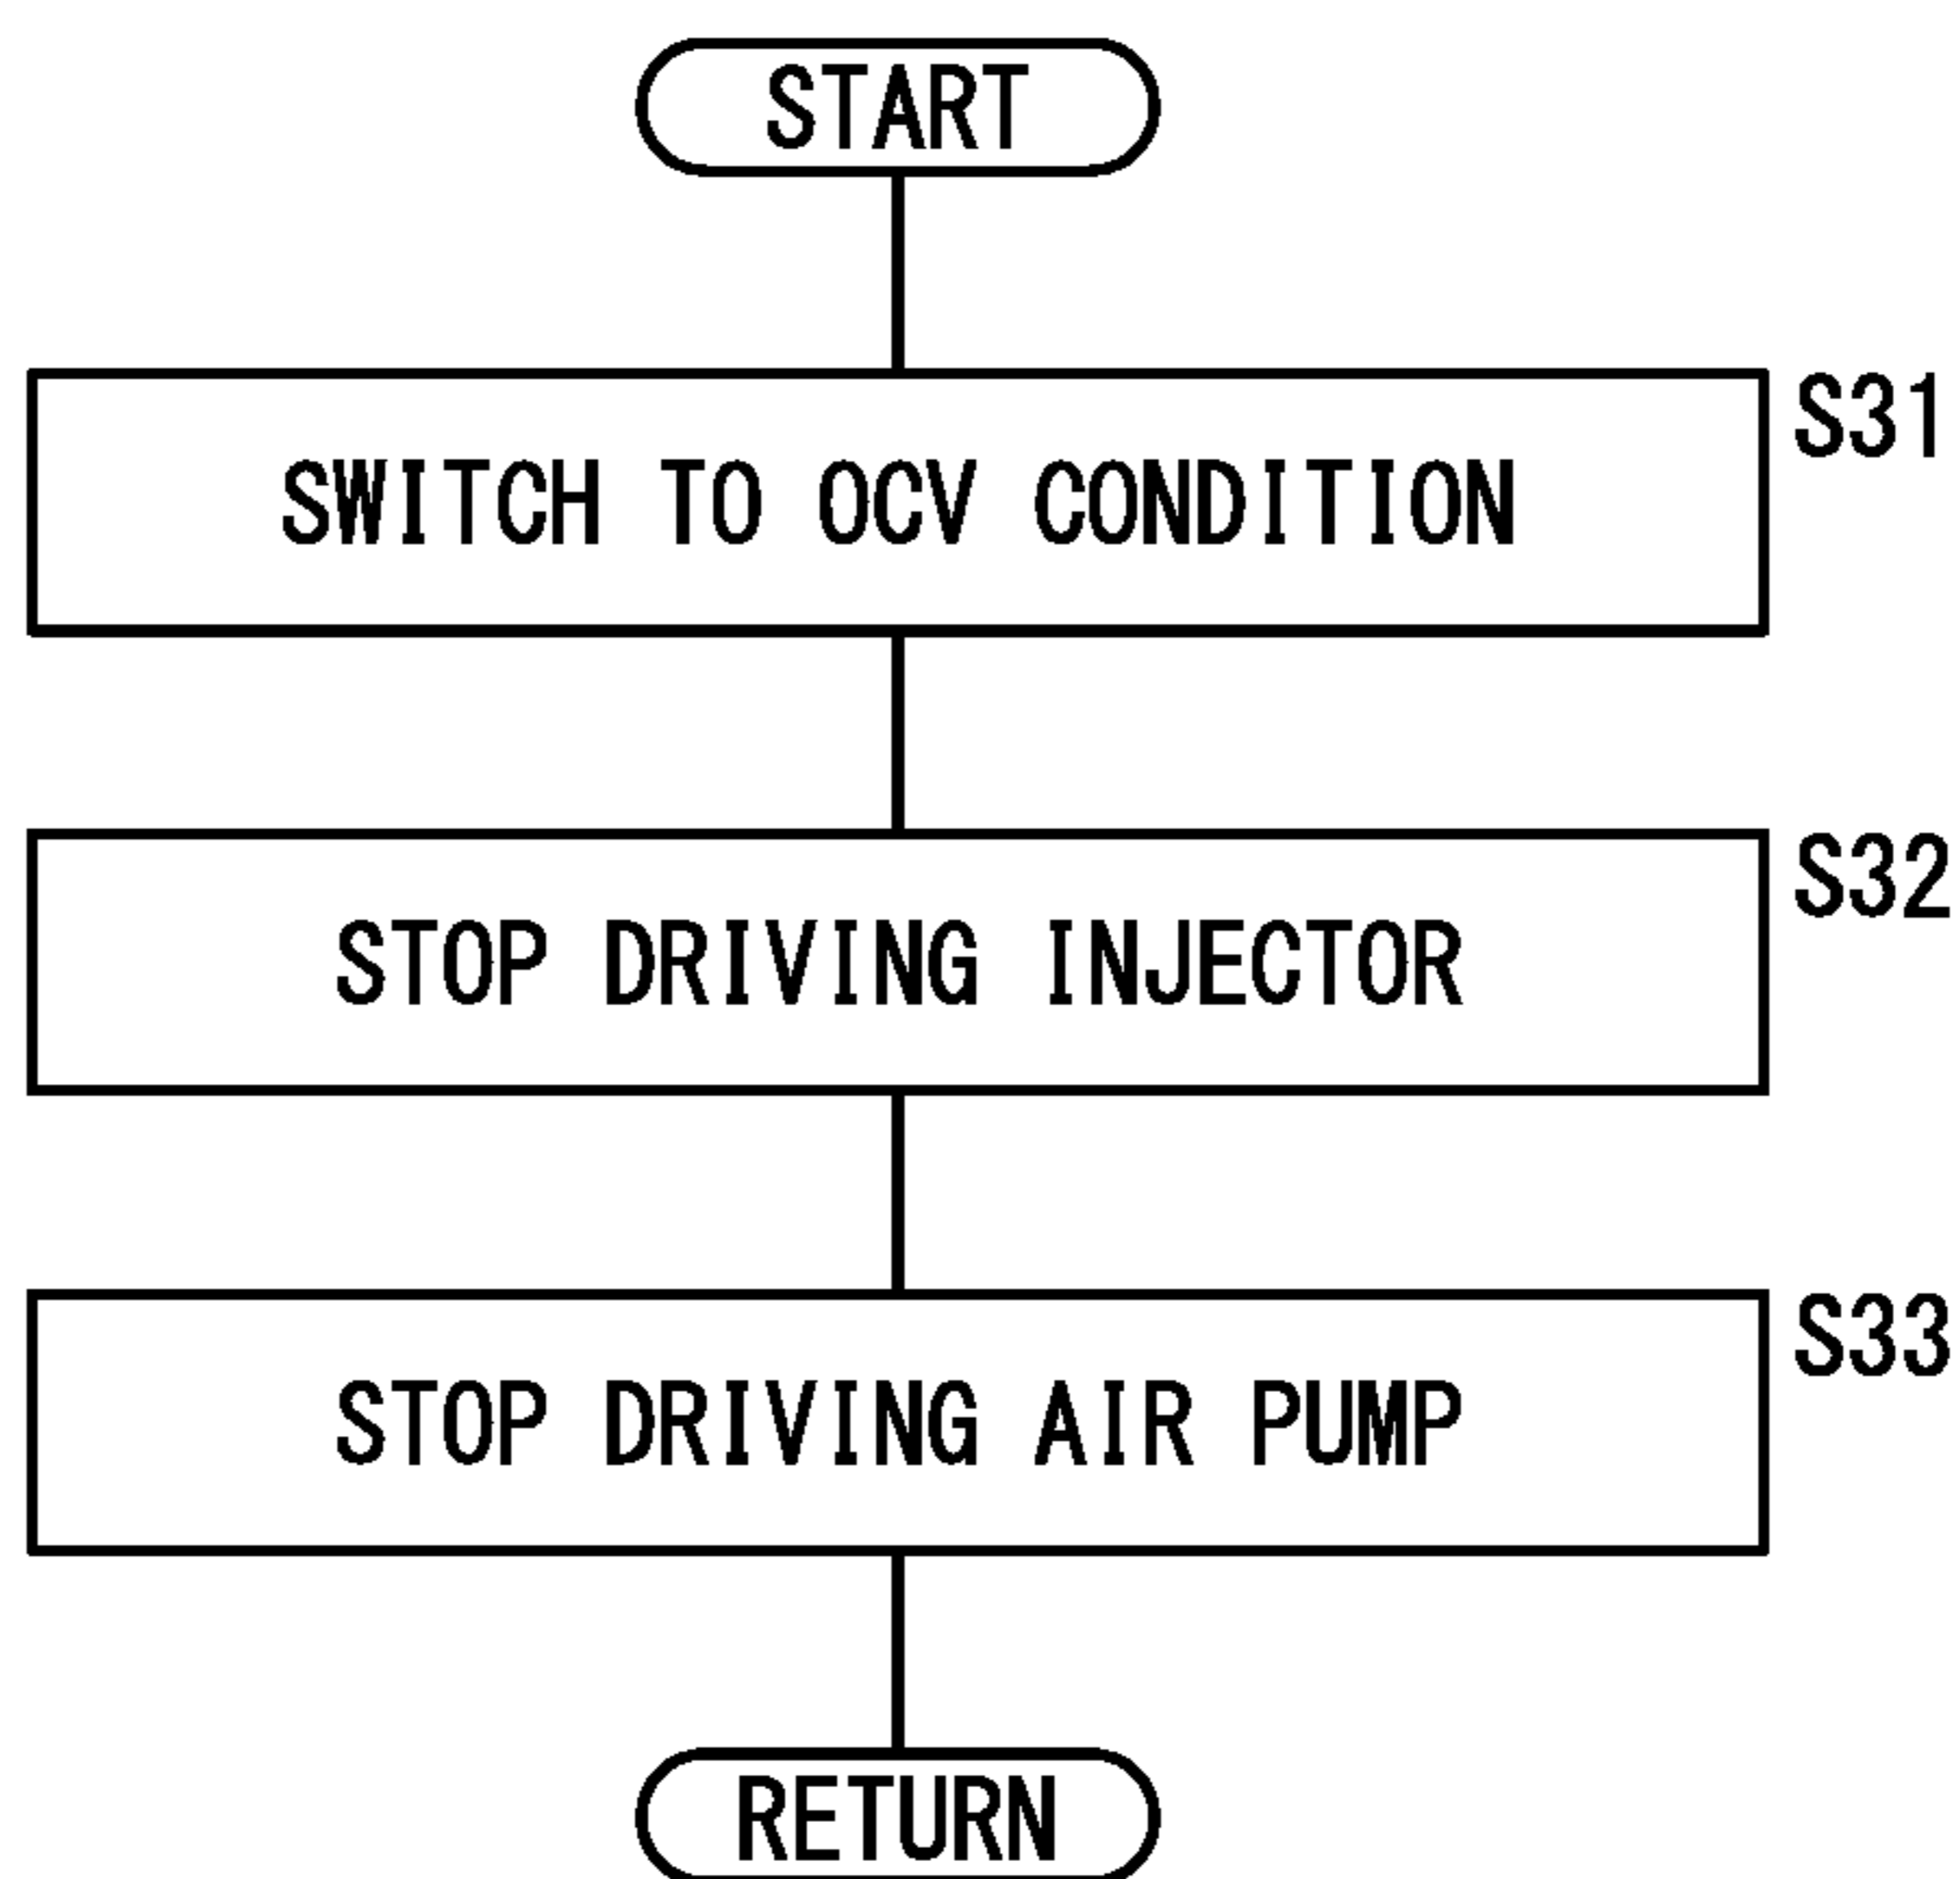 START
S31
SWITCH TO OCV CONDITION
S32
STOP DRIVING INJECTOR
S33
STOP DRIVING AIR PUMP
RETURN